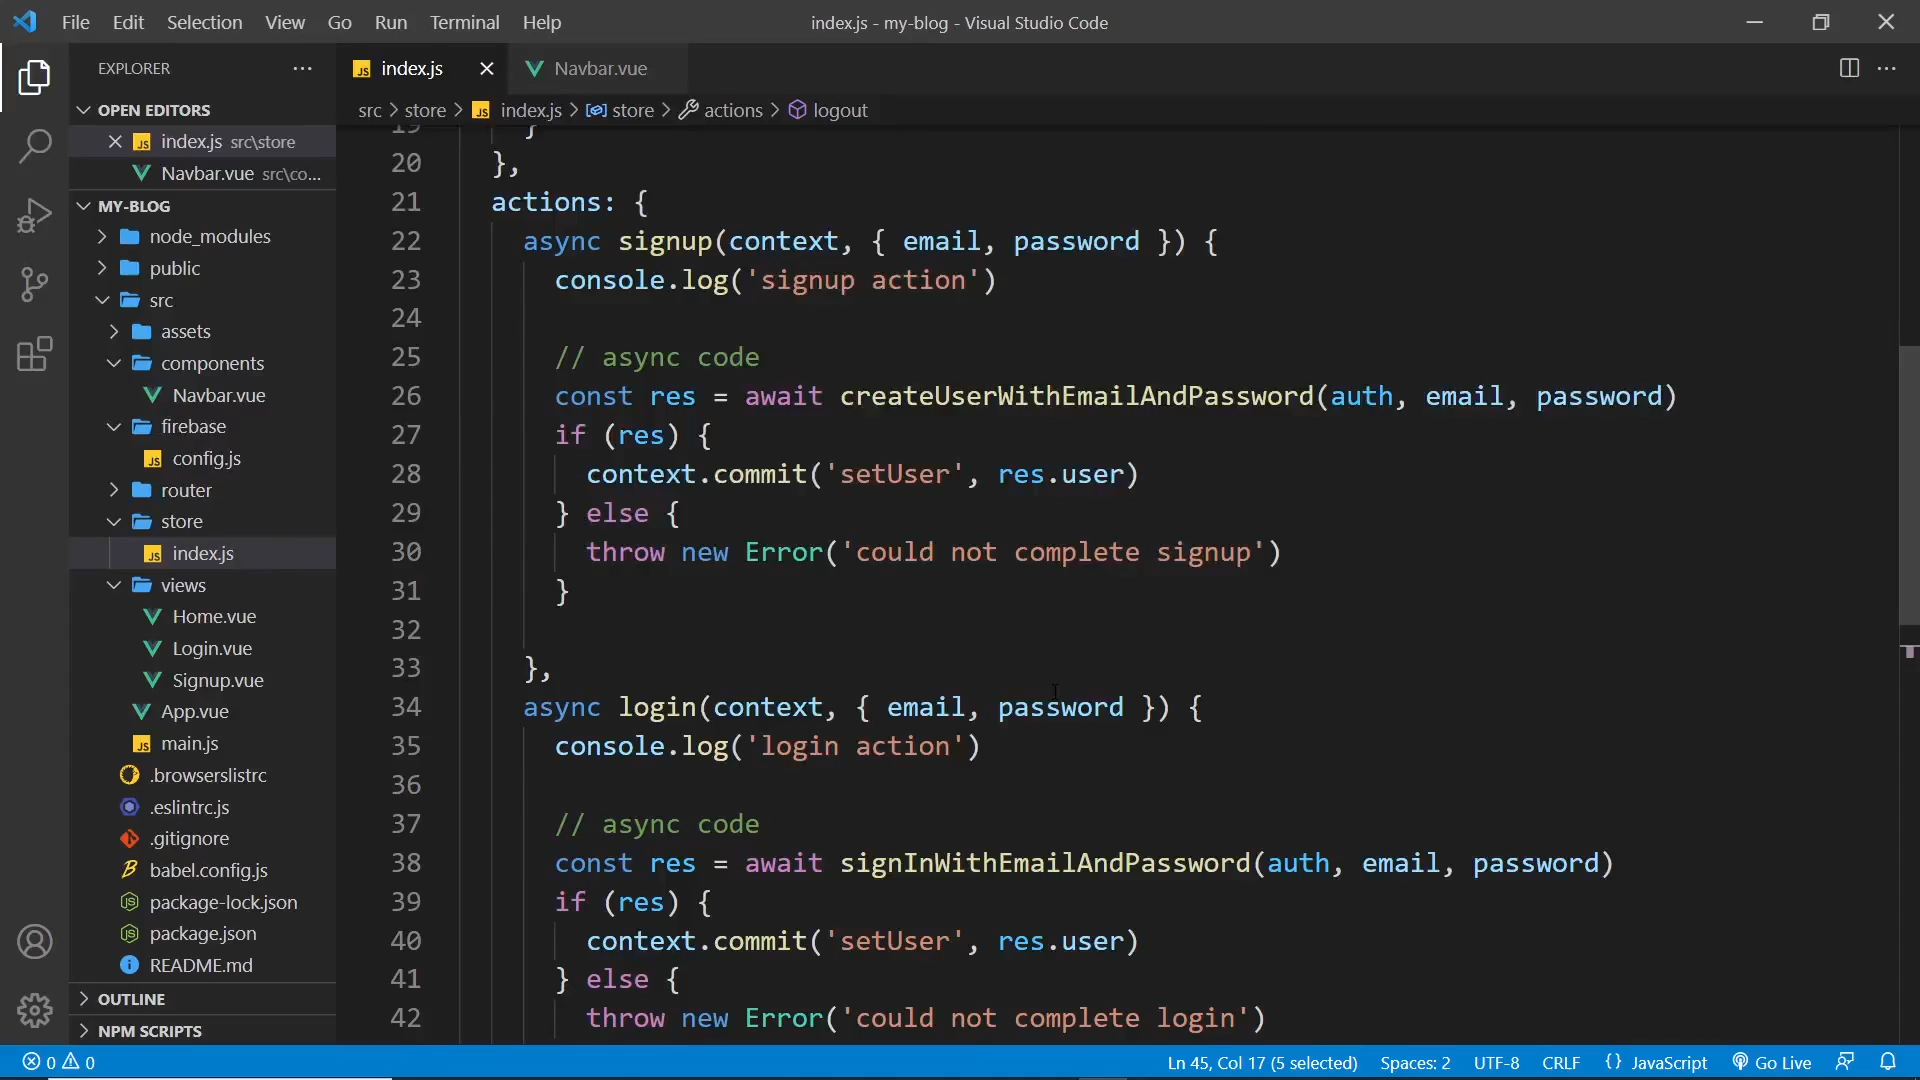 File Edit Selection View Go Run Terminal Help
index.js - my-blog - Visual Studio Code
EXPLORER
OPEN EDITORS
index.js src\store
Navbar.vue src\co...
MY-BLOG
node_modules
public
src
assets
components
Navbar.vue
firebase
config.js
router
store
index.js
views
Home.vue
Login.vue
Signup.vue
App.vue
main.js
.browserslistrc
.eslintrc.js
.gitignore
babel.config.js
package-lock.json
package.json
README.md
OUTLINE
NPM SCRIPTS
index.js
Navbar.vue
src > store > index.js > store > actions > logout
19 }
20 },
21 actions: {
22 async signup(context, { email, password }) {
23 console.log('signup action')
24
25 // async code
26 const res = await createUserWithEmailAndPassword(auth, email, password)
27 if (res) {
28 context.commit('setUser', res.user)
29 } else {
30 throw new Error('could not complete signup')
31 }
32
33 },
34 async login(context, { email, password }) {
35 console.log('login action')
36
37 // async code
38 const res = await signInWithEmailAndPassword(auth, email, password)
39 if (res) {
40 context.commit('setUser', res.user)
41 } else {
42 throw new Error('could not complete login')
0 0
Ln 45, Col 17 (5 selected) Spaces: 2 UTF-8 CRLF {} JavaScript Go Live